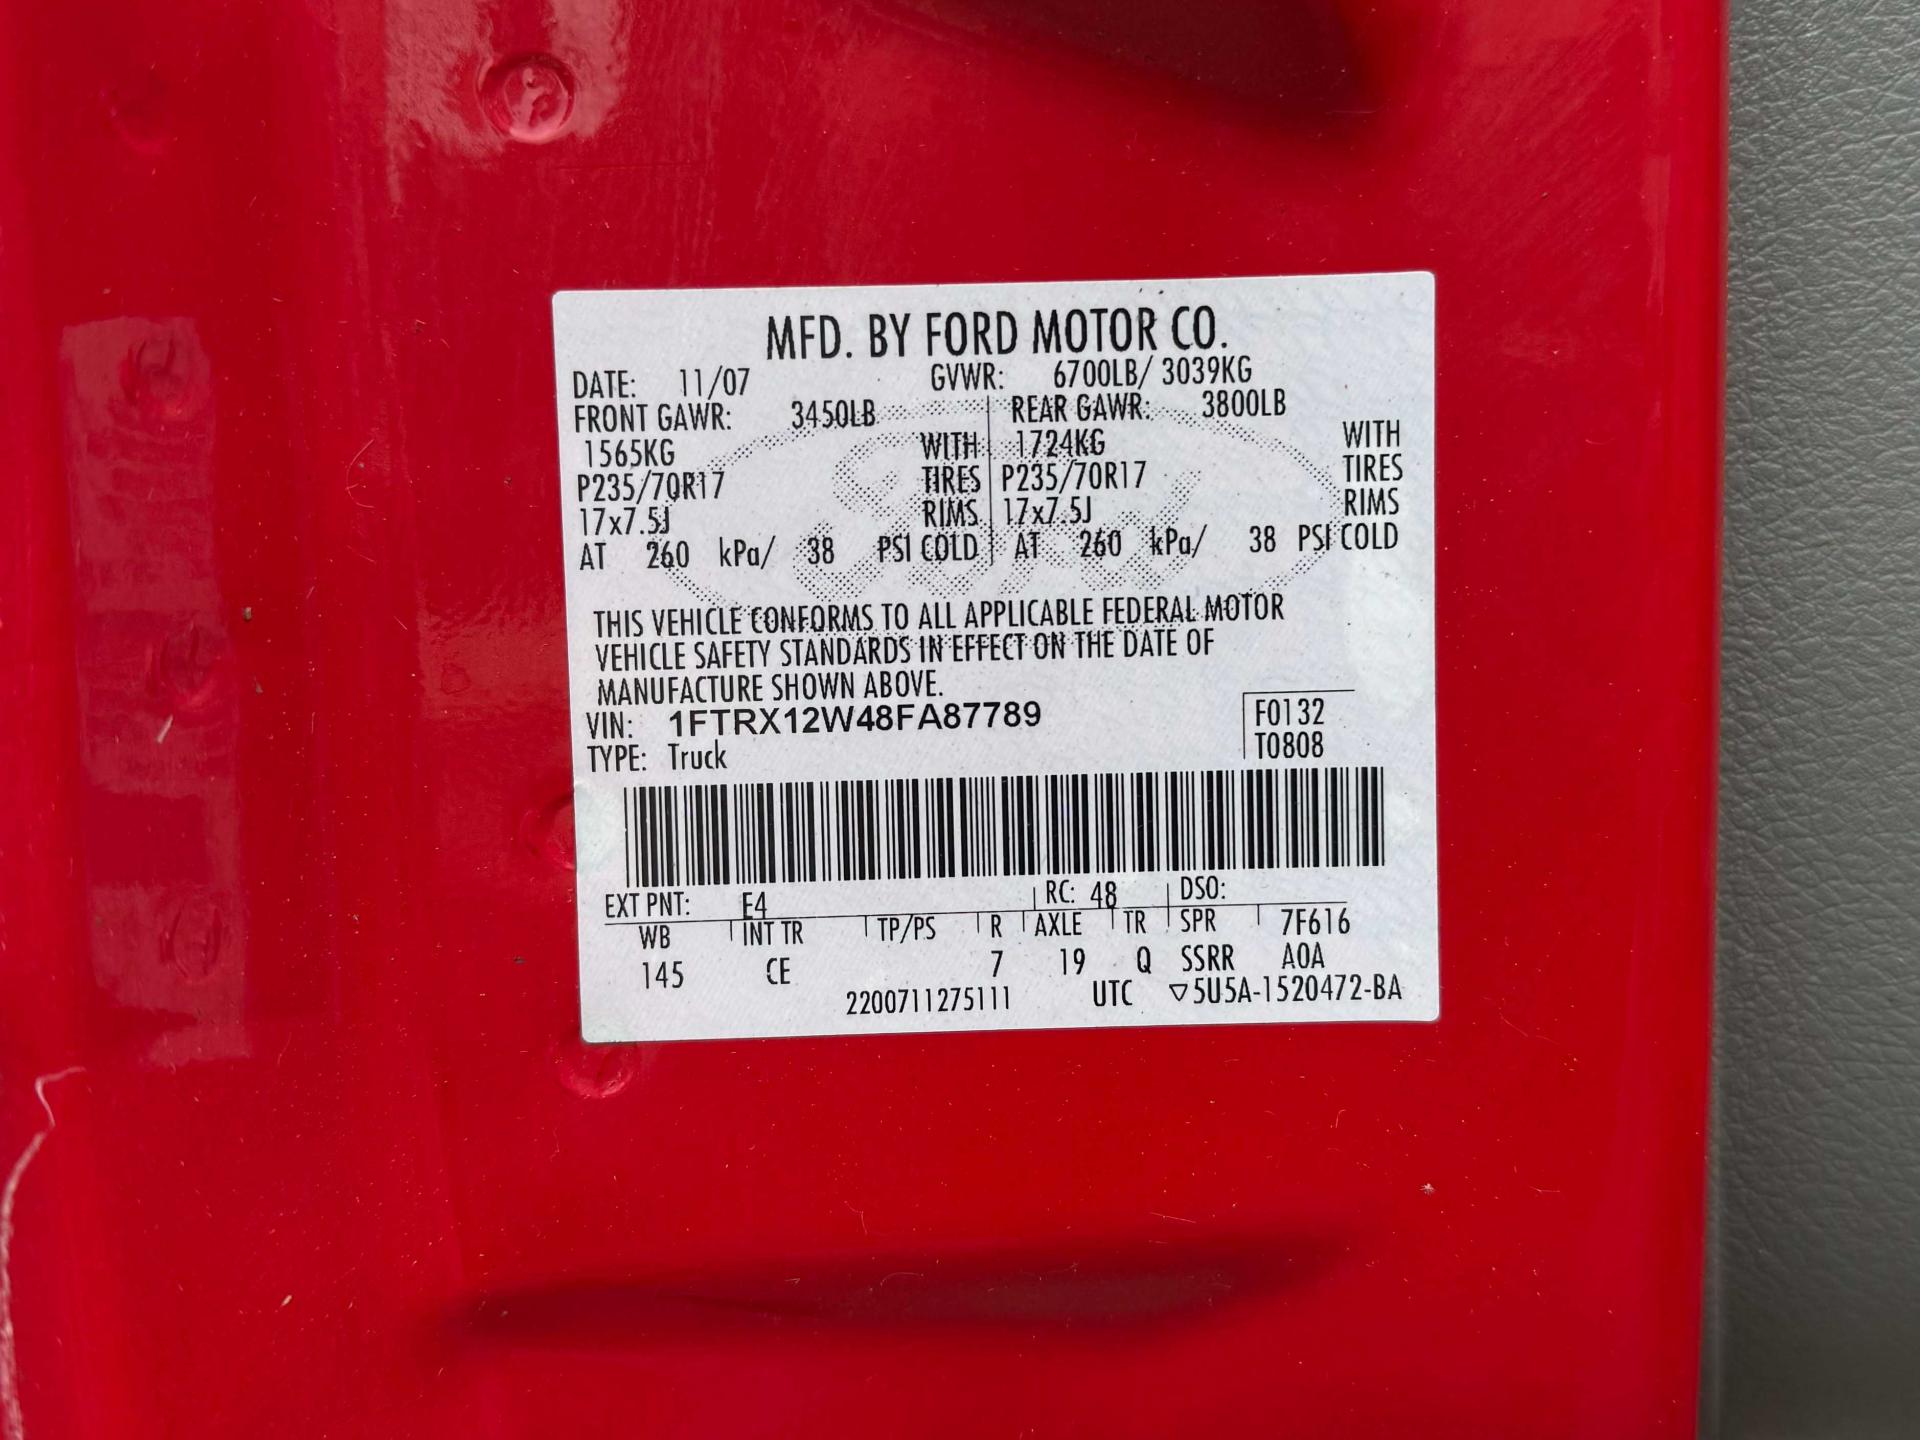 MFD. BY FORD MOTOR CO.
DATE: 11/07 GVWR: 6700LB/ 3039KG
FRONT GAWR: 3450LB REAR GAWR: 3800LB
1565KG WITH 1724KG WITH
P235/70R17 TIRES P235/70R17 TIRES
17x7.5J RIMS 17x7.5J RIMS
AT 260 kPa/ 38 PSI COLD AT 260 kPa/ 38 PSI COLD
THIS VEHICLE CONFORMS TO ALL APPLICABLE FEDERAL MOTOR
VEHICLE SAFETY STANDARDS IN EFFECT ON THE DATE OF
MANUFACTURE SHOWN ABOVE.
VIN: 1FTRX12W48FA87789 F0132
TYPE: Truck T0808
EXT PNT: E4 RC: 48 DSO:
WB INT TR TP/PS R AXLE TR SPR 7F616
145 CE 7 19 Q SSRR A0A
2200711275111 UTC ▽5U5A-1520472-BA